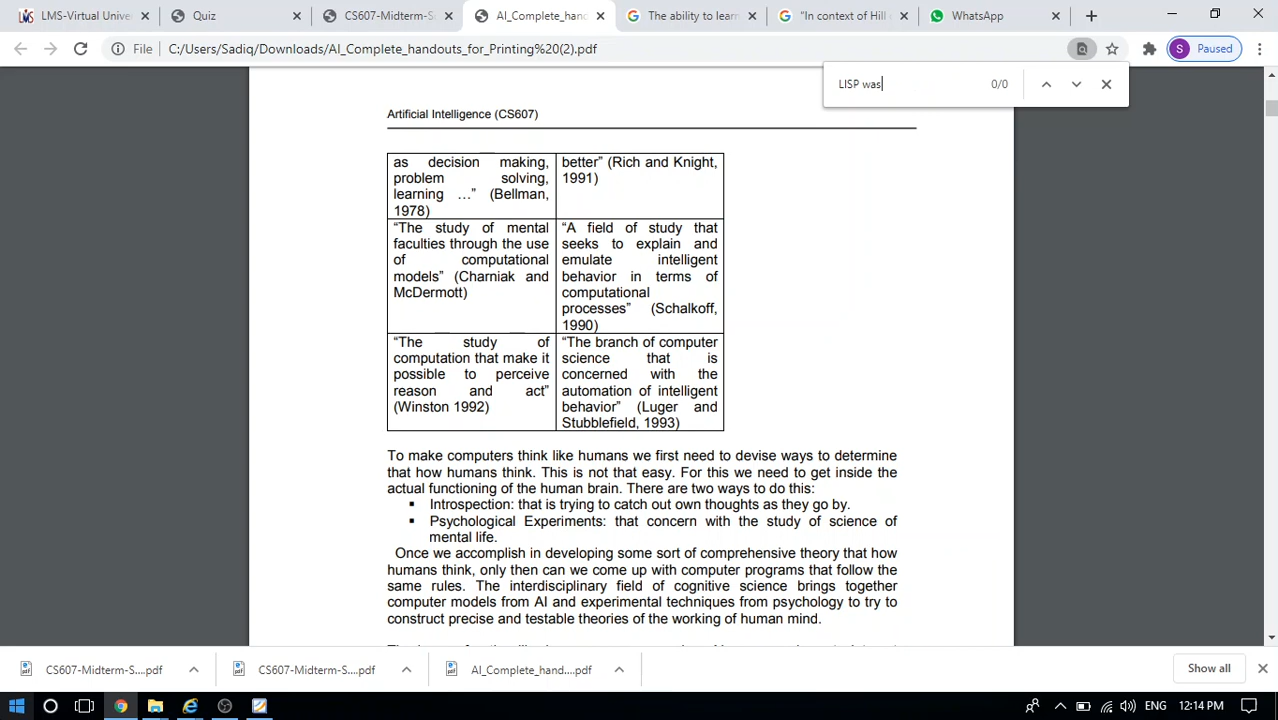 LMS-Virtual Univer
Quiz
CS607-Midterm-S
AI_Complete_hand
The ability to learn
"In context of Hill c
WhatsApp
File
C:/Users/Sadiq/Downloads/AI_Complete_handouts_for_Printing%20(2).pdf
S Paused
LISP was 0/0
Artificial Intelligence (CS607)
as decision making,
problem solving,
learning …” (Bellman,
1978)
better” (Rich and Knight,
1991)
“The study of mental
faculties through the use
of computational
models” (Charniak and
McDermott)
“A field of study that
seeks to explain and
emulate intelligent
behavior in terms of
computational
processes” (Schalkoff,
1990)
“The study of
computation that make it
possible to perceive
reason and act”
(Winston 1992)
“The branch of computer
science that is
concerned with the
automation of intelligent
behavior” (Luger and
Stubblefield, 1993)
To make computers think like humans we first need to devise ways to determine
that how humans think. This is not that easy. For this we need to get inside the
actual functioning of the human brain. There are two ways to do this:
▪ Introspection: that is trying to catch out own thoughts as they go by.
▪ Psychological Experiments: that concern with the study of science of
mental life.
Once we accomplish in developing some sort of comprehensive theory that how
humans think, only then can we come up with computer programs that follow the
same rules. The interdisciplinary field of cognitive science brings together
computer models from AI and experimental techniques from psychology to try to
construct precise and testable theories of the working of human mind.
CS607-Midterm-S....pdf
CS607-Midterm-S....pdf
AI_Complete_hand....pdf
Show all
ENG 12:14 PM